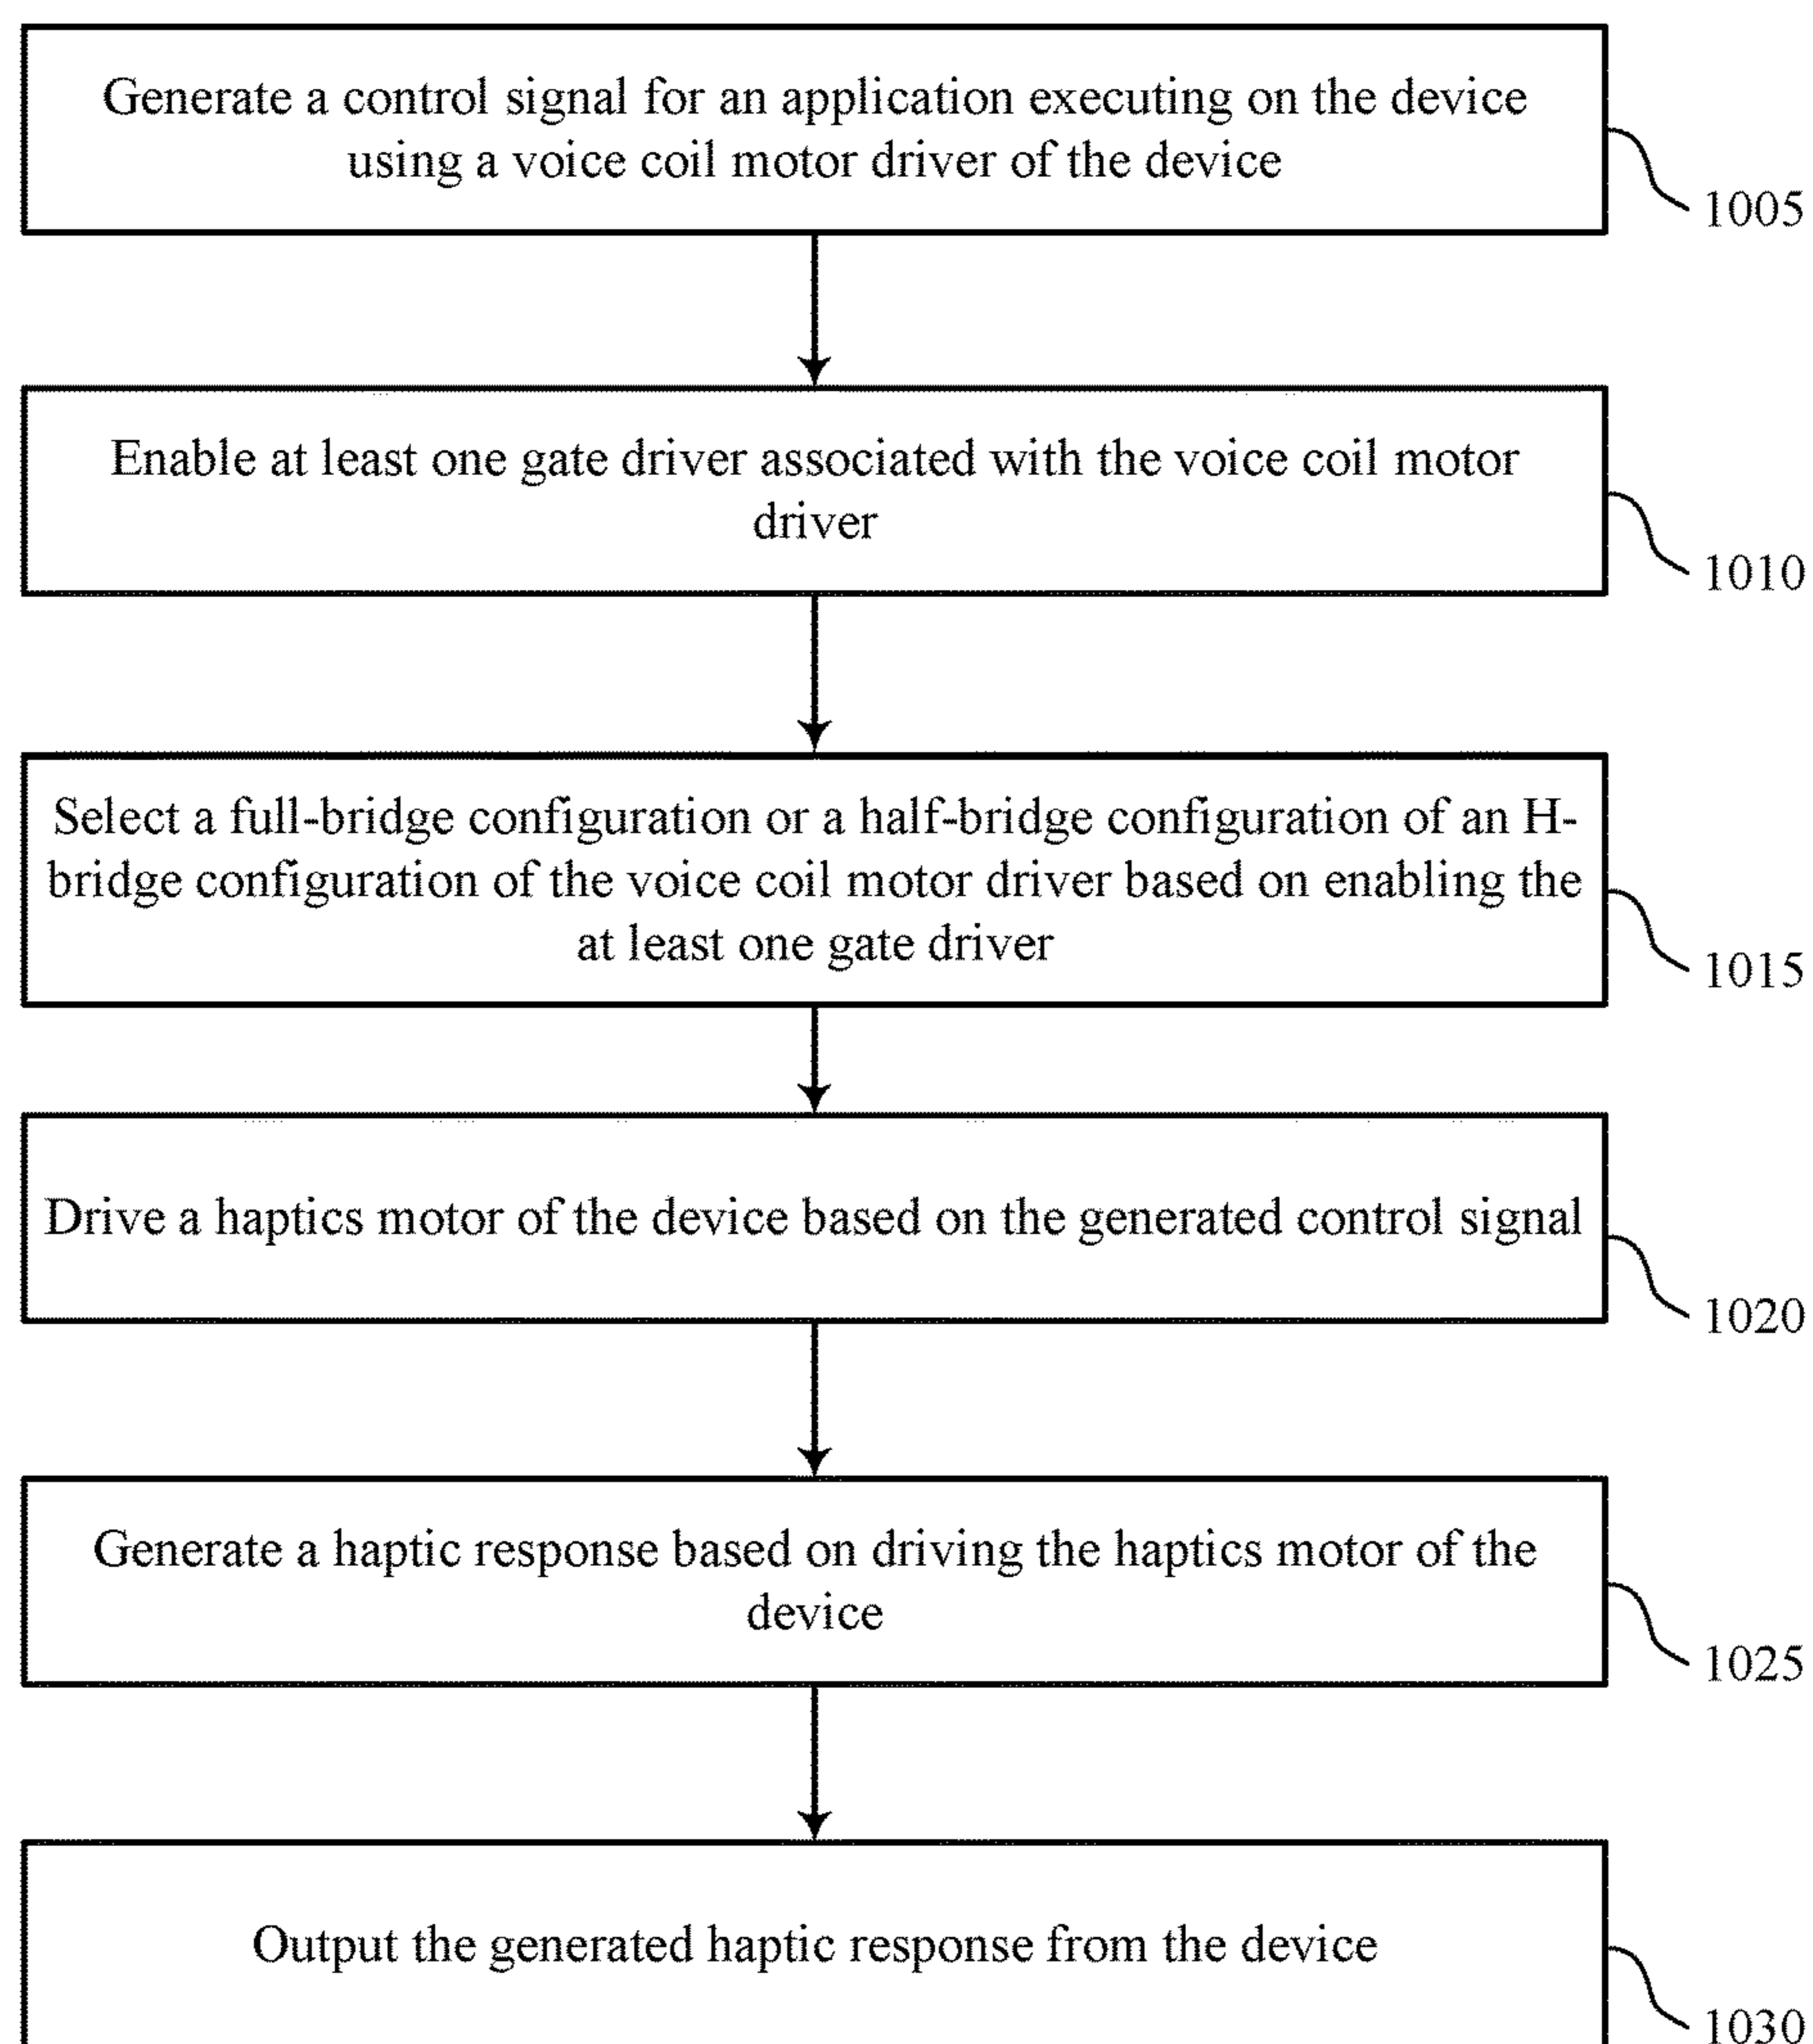 Generate a control signal for an application executing on the device
using a voice coil motor driver of the device
1005
Enable at least one gate driver associated with the voice coil motor
driver
1010
Select a full-bridge configuration or a half-bridge configuration of an H-
bridge configuration of the voice coil motor driver based on enabling the
at least one gate driver
1015
Drive a haptics motor of the device based on the generated control signal
1020
Generate a haptic response based on driving the haptics motor of the
device
1025
Output the generated haptic response from the device
1030